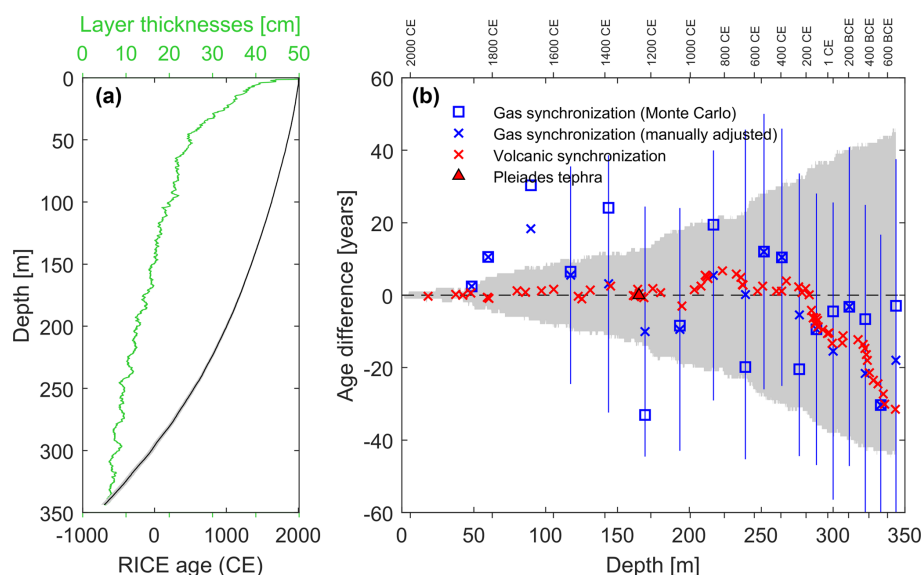 Layer thicknesses [cm]
0 10 20 30 40 50
(a)
0
50
100
150
200
250
300
350
Depth [m]
-1000 0 1000 2000
RICE age (CE)
2000 CE 1800 CE 1600 CE 1400 CE 1200 CE 1000 CE 800 CE 600 CE 400 CE 200 CE 1 CE 200 BCE 400 BCE 600 BCE
(b)
Gas synchronization (Monte Carlo)
Gas synchronization (manually adjusted)
Volcanic synchronization
Pleiades tephra
60
40
20
0
-20
-40
-60
Age difference [years]
0 50 100 150 200 250 300 350
Depth [m]